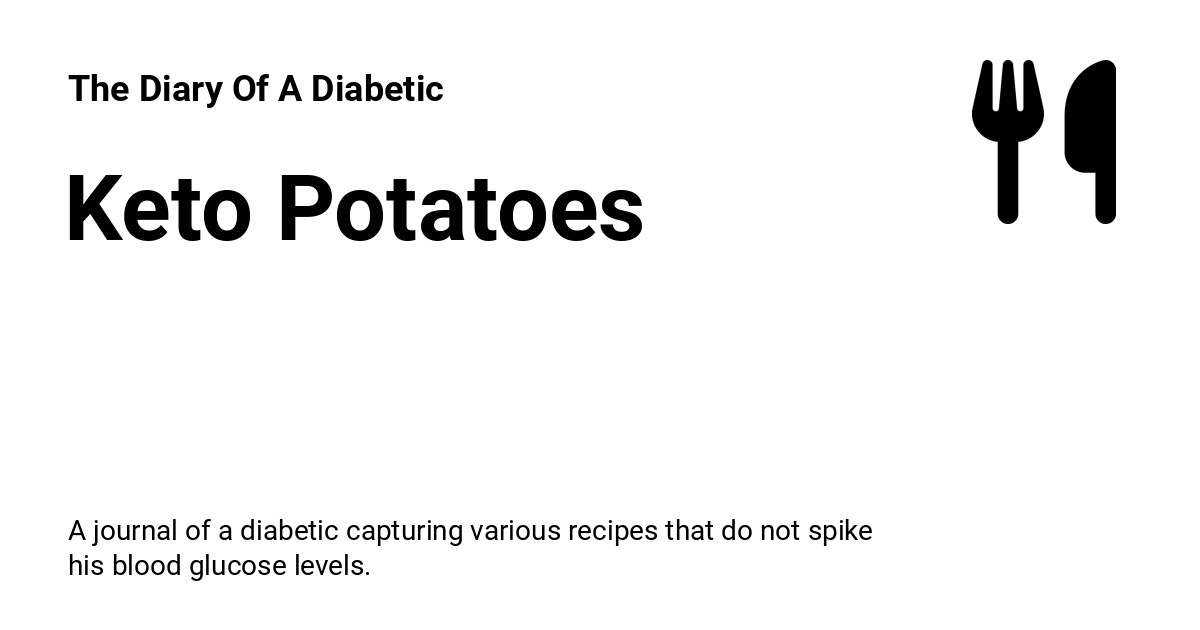 The Diary Of A Diabetic
Keto Potatoes
A journal of a diabetic capturing various recipes that do not spike
his blood glucose levels.